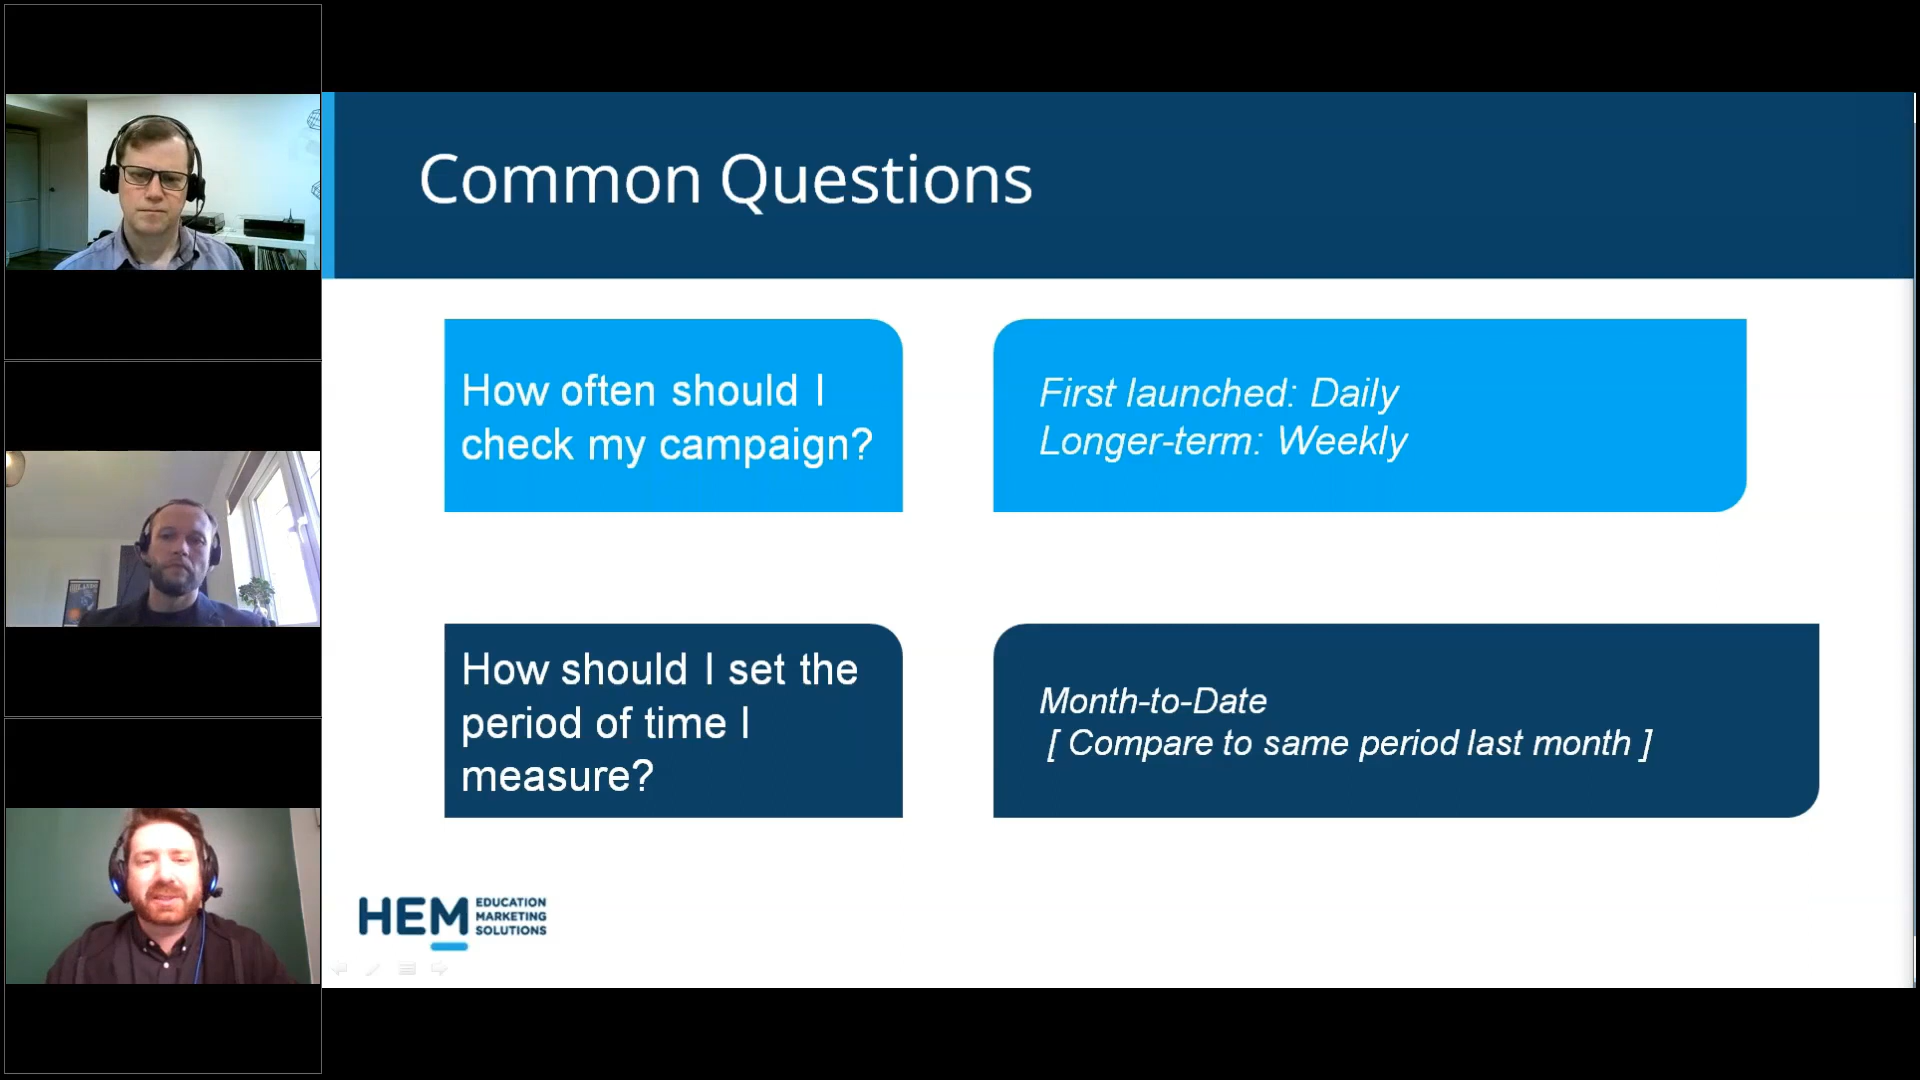 Common Questions
How often should I
check my campaign?
First launched: Daily
Longer-term: Weekly
How should I set the
period of time I
measure?
Month-to-Date
[ Compare to same period last month ]
HEM EDUCATION
MARKETING
SOLUTIONS